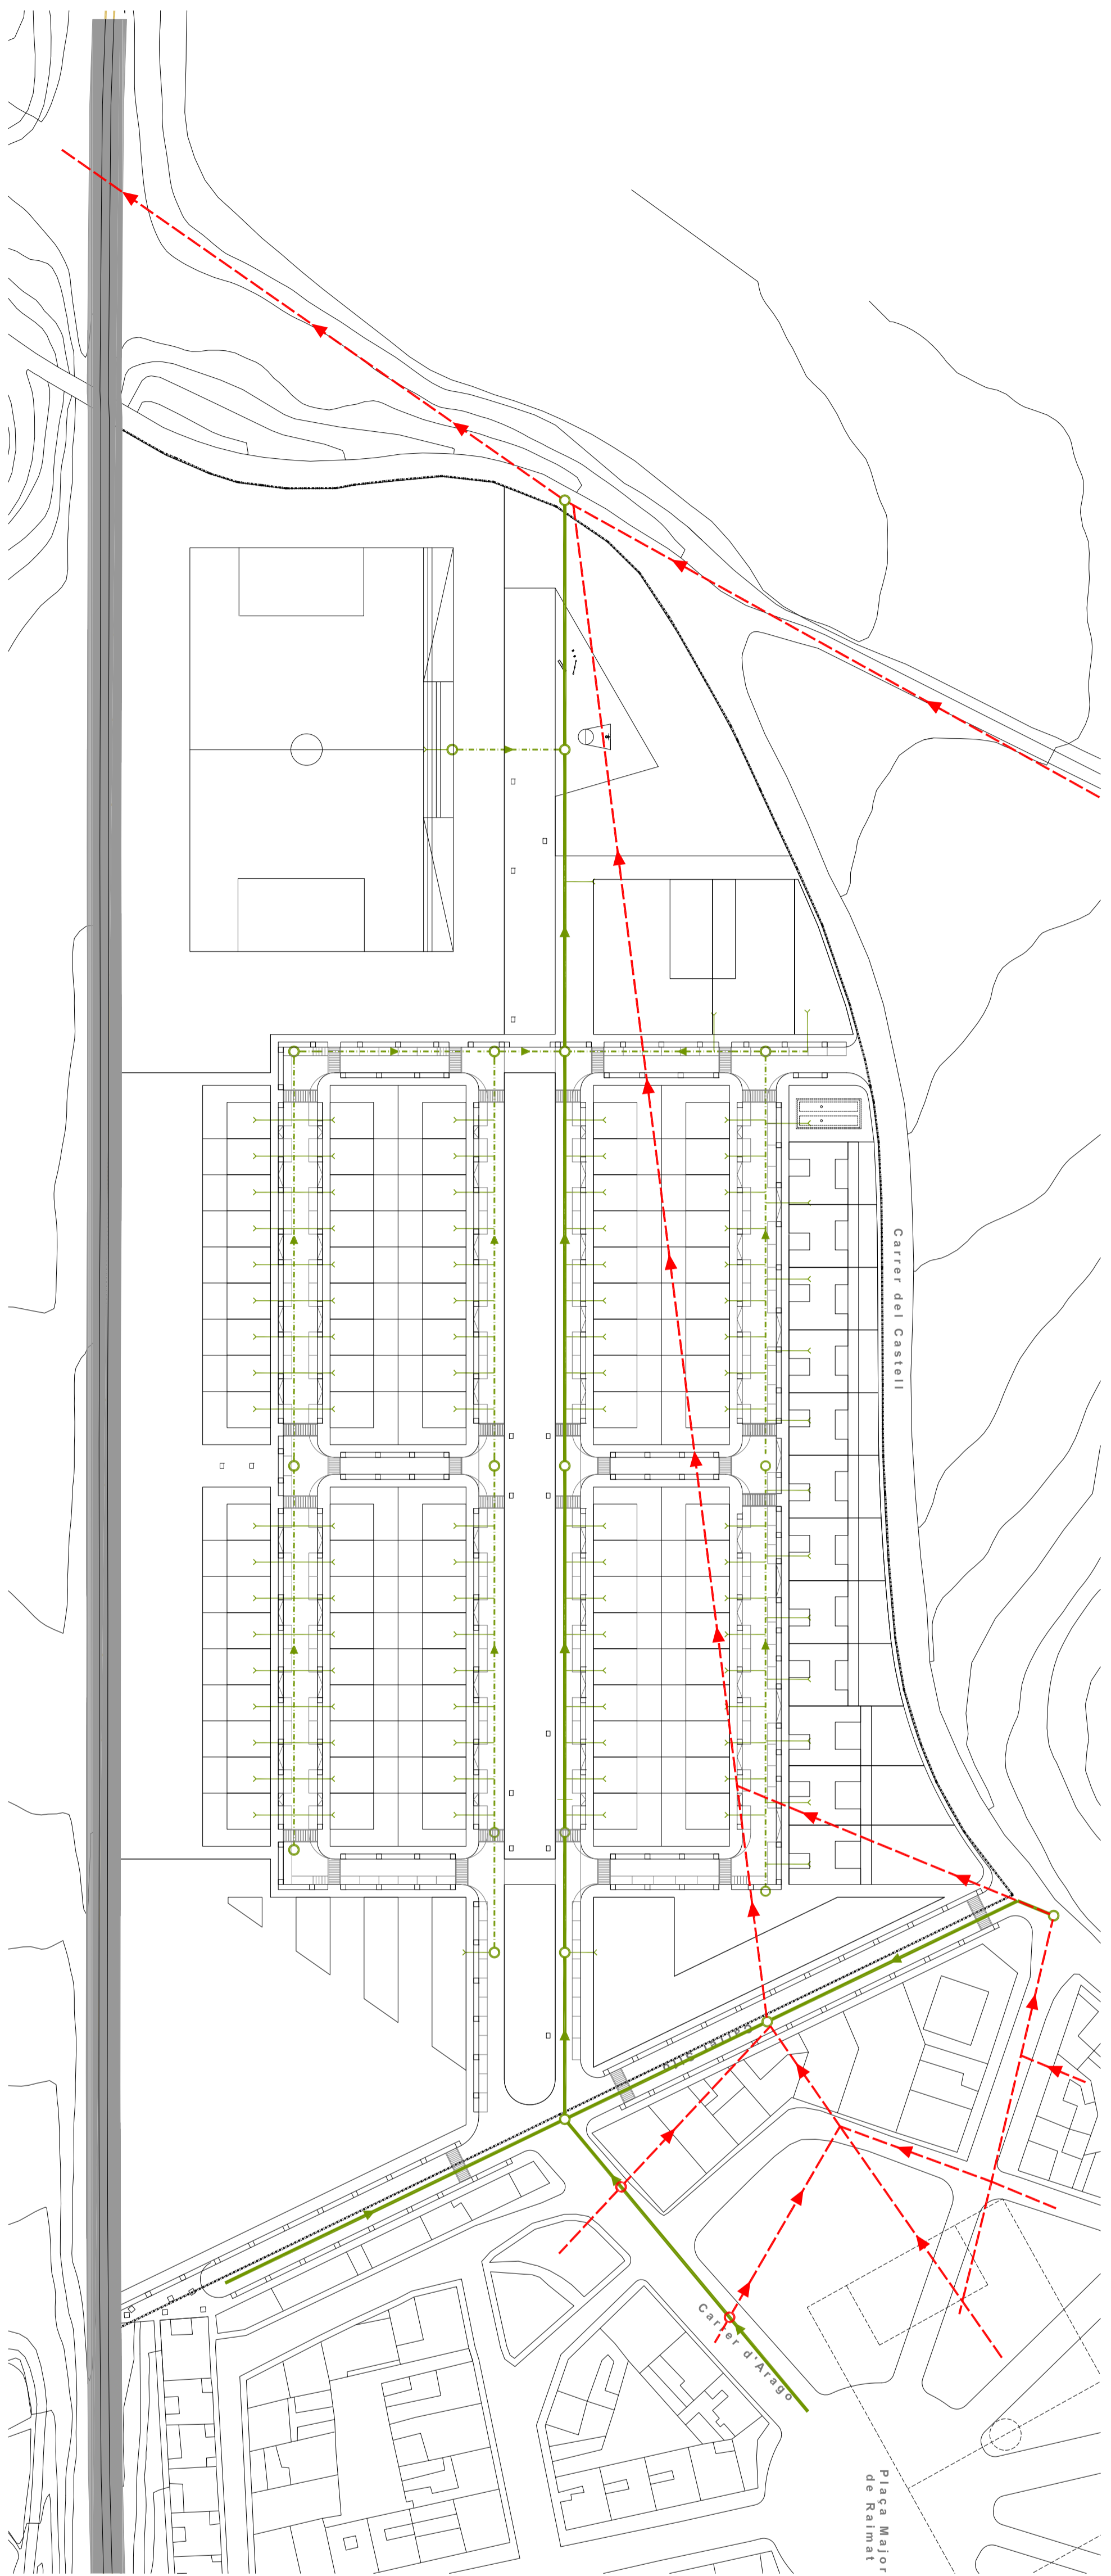 Carrer del Castell
Carrer d'Aragó
Plaça Major
de Raimat